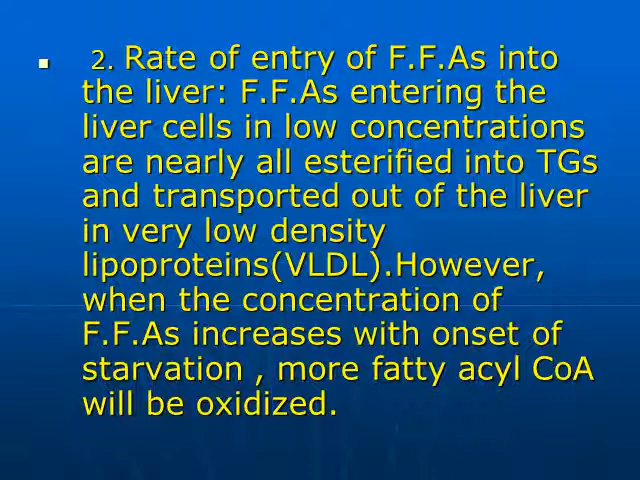 2. Rate of entry of F.F.As into
the liver: F.F.As entering the
liver cells in low concentrations
are nearly all esterified into TGs
and transported out of the liver
in very low density
lipoproteins(VLDL).However,
when the concentration of
F.F.As increases with onset of
starvation , more fatty acyl CoA
will be oxidized.